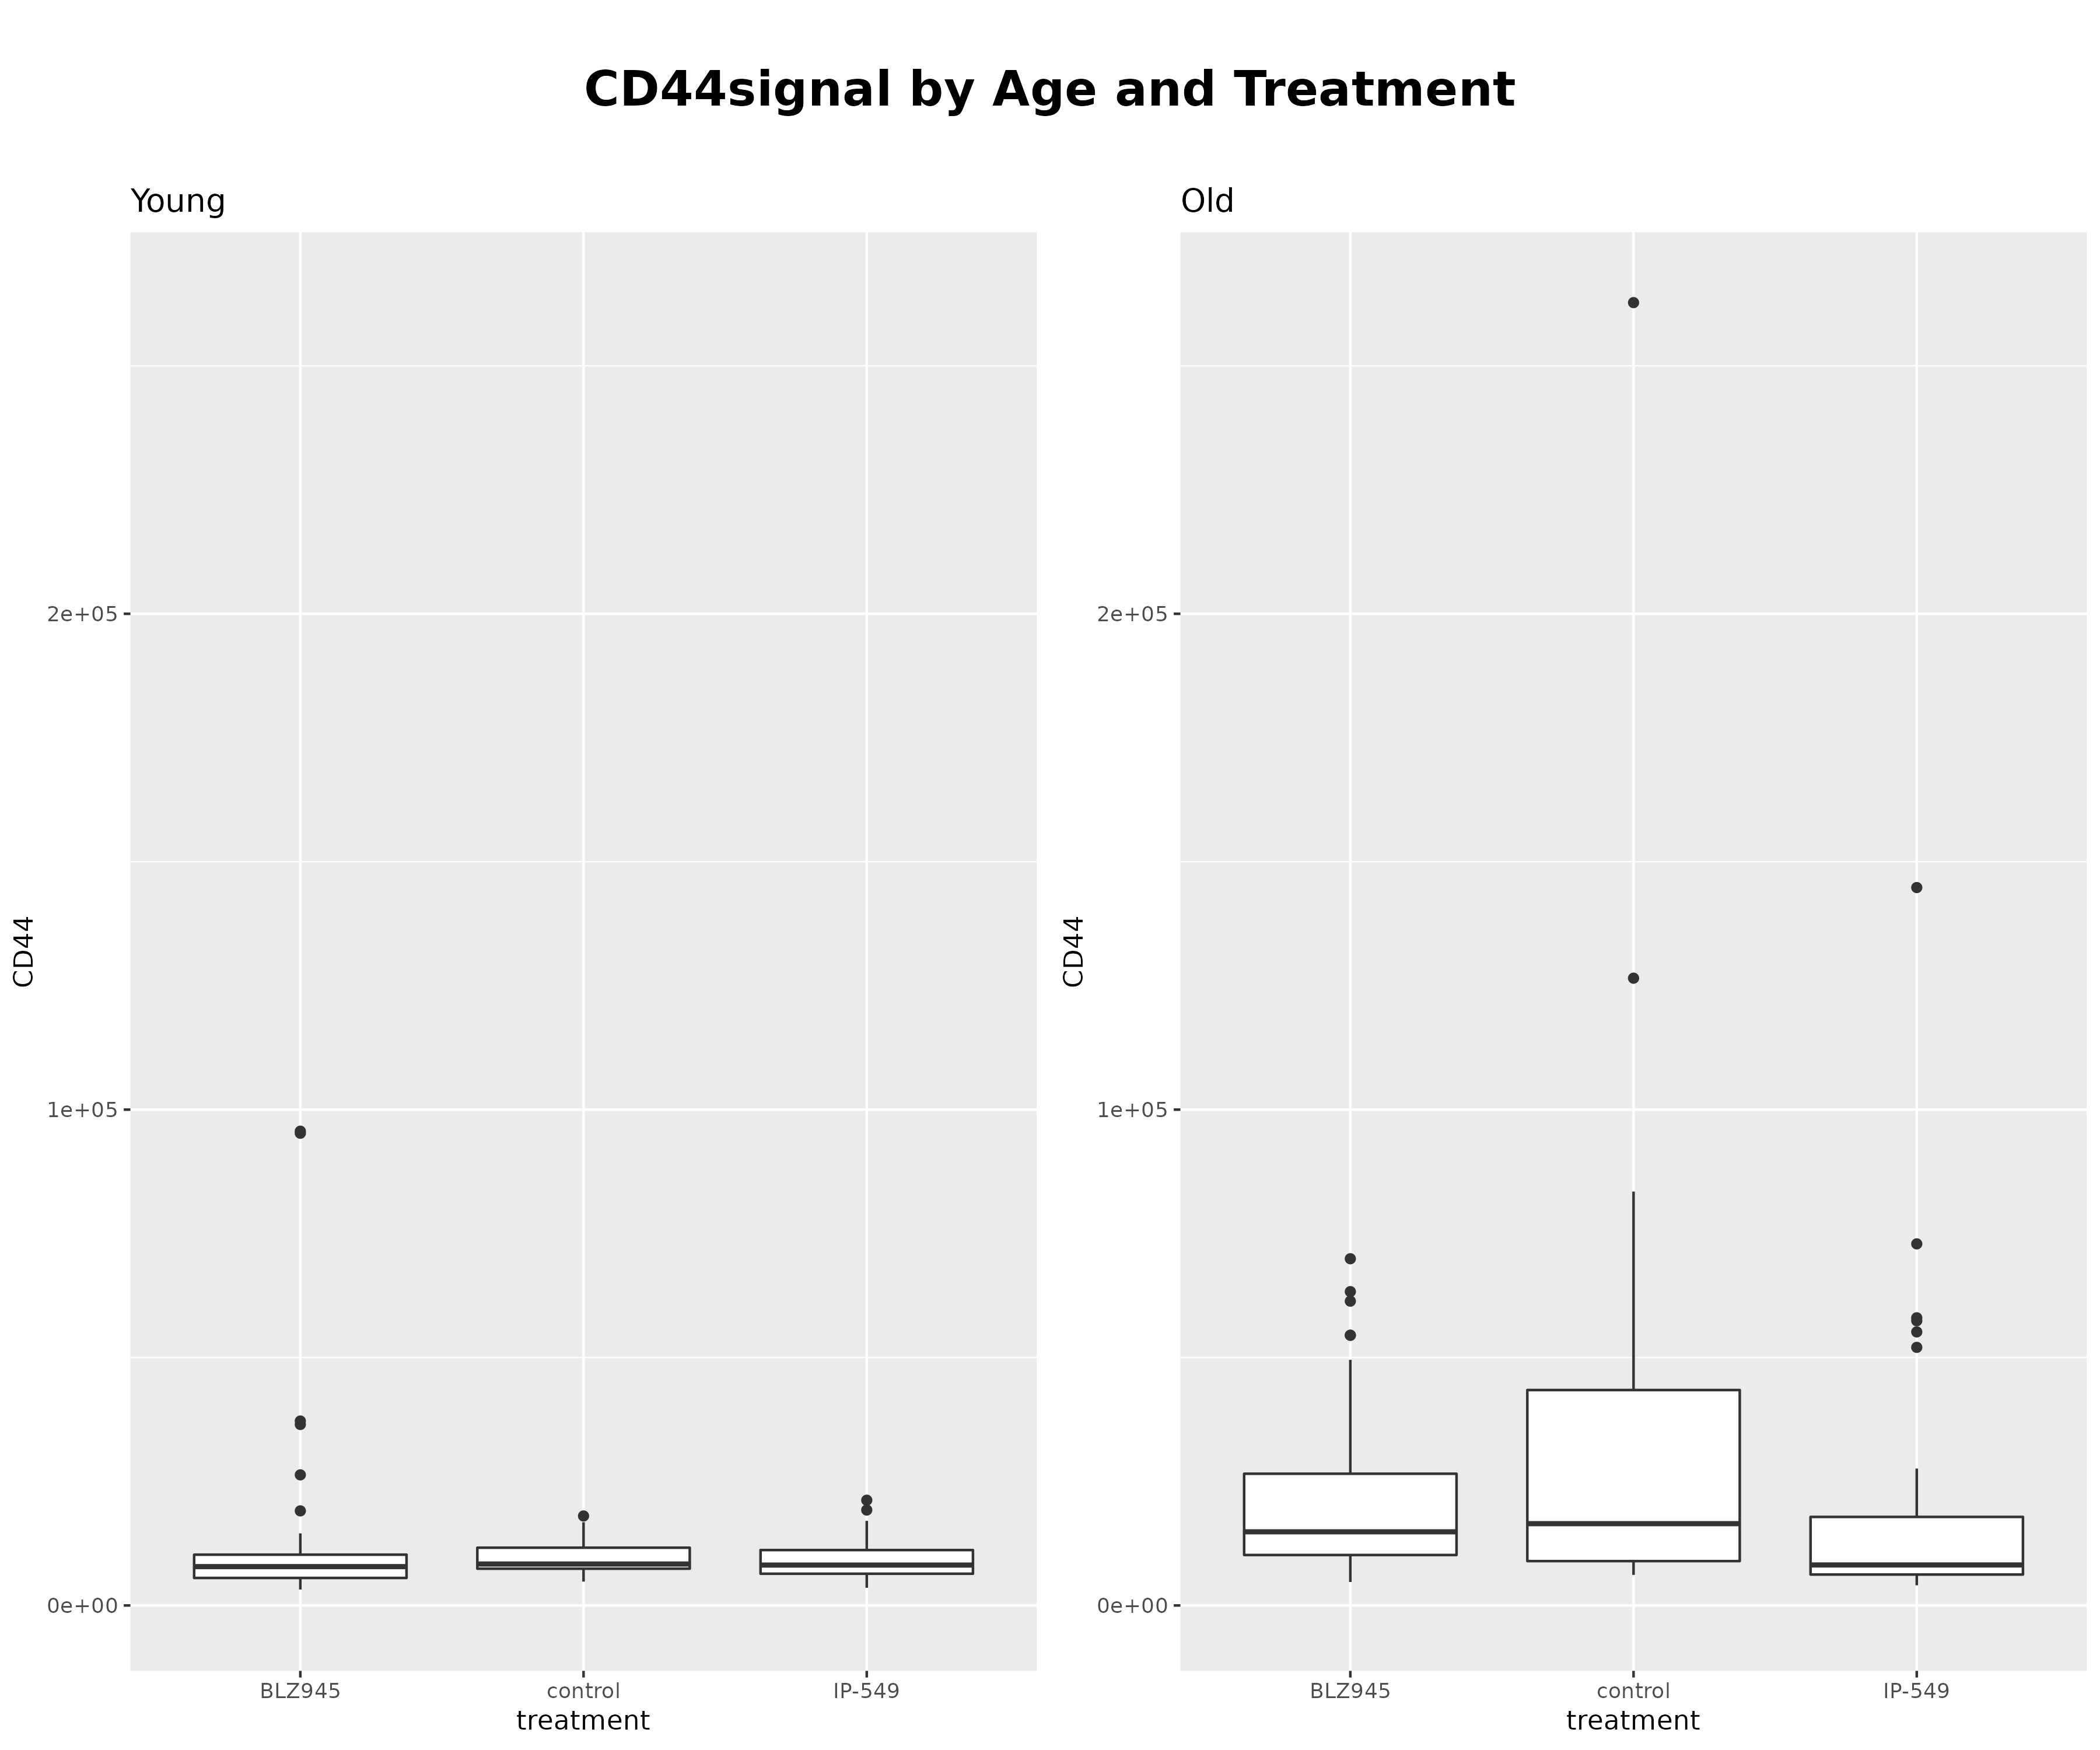 CD44signal by Age and Treatment
Young
2e+05
1e+05
0e+00
CD44
BLZ945 control IP-549
treatment
Old
2e+05
1e+05
0e+00
CD44
BLZ945 control IP-549
treatment